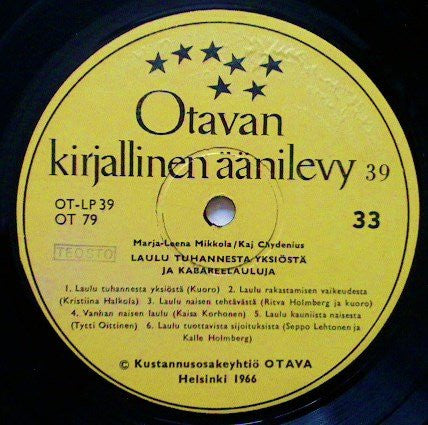 Otavan
kirjallinen äänilevy 39
OT-LP 39
OT 79
33
TEOSTO
Marja-Leena Mikkola/Kaj Chydenius
LAULU TUHANNESTA YKSIÖSTÄ
JA KABAREELAULUJA
1. Laulu tuhannesta yksiöstä (Kuoro) 2. Laulu rakastamisen vaikeudesta
(Kristiina Halkola) 3. Laulu naisen tehtävästä (Ritva Holmberg ja kuoro)
4. Vanhan naisen laulu (Kaisa Korhonen) 5. Laulu kauniista naisesta
(Tytti Oittinen) 6. Laulu tuottavista sijoituksista (Seppo Lehtonen ja
Kalle Holmberg)
© Kustannusosakeyhtiö OTAVA
Helsinki 1966